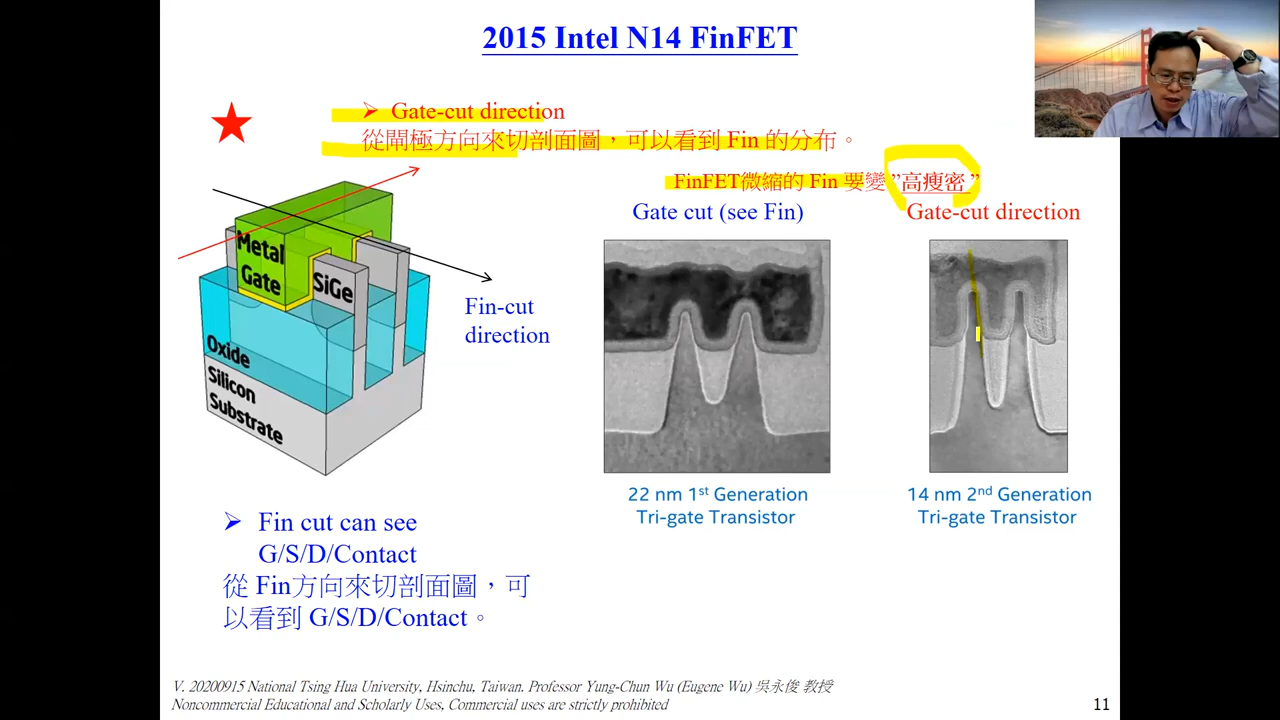 2015 Intel N14 FinFET
➢ Gate-cut direction
從閘極方向來切剖面圖，可以看到 Fin 的分布。
FinFET微縮的 Fin 要變 ”高瘦密 ”
Gate cut (see Fin)
Gate-cut direction
Metal
Gate
SiGe
Oxide
Silicon
Substrate
Fin-cut
direction
22 nm 1st Generation
Tri-gate Transistor
14 nm 2nd Generation
Tri-gate Transistor
➢ Fin cut can see
G/S/D/Contact
從 Fin方向來切剖面圖，可
以看到 G/S/D/Contact。
V. 20200915 National Tsing Hua University, Hsinchu, Taiwan. Professor Yung-Chun Wu (Eugene Wu) 吳永俊 教授
Noncommercial Educational and Scholarly Uses, Commercial uses are strictly prohibited
11